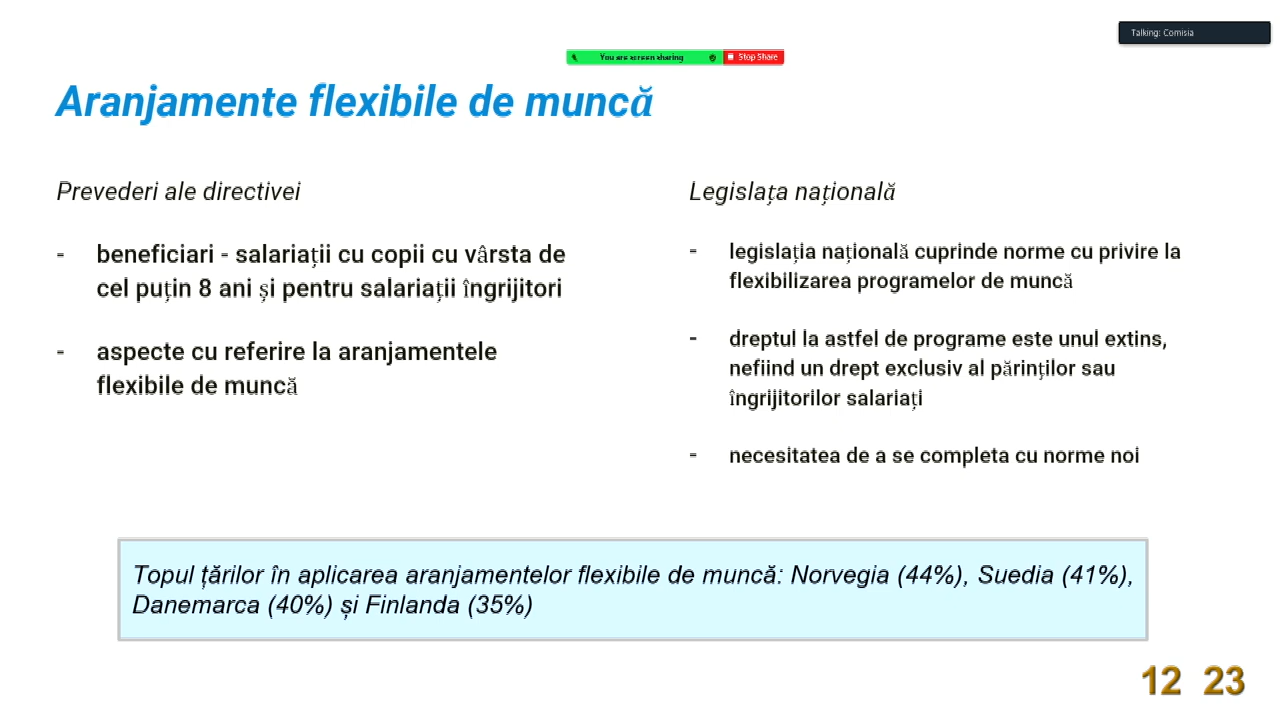 Talking: Comisia
You are screen sharing
Stop Share
Aranjamente flexibile de muncă
Prevederi ale directivei
- beneficiari - salariații cu copii cu vârsta de
cel puțin 8 ani și pentru salariații îngrijitori
- aspecte cu referire la aranjamentele
flexibile de muncă
Legislața națională
- legislația națională cuprinde norme cu privire la
flexibilizarea programelor de muncă
- dreptul la astfel de programe este unul extins,
nefiind un drept exclusiv al părinților sau
îngrijitorilor salariați
- necesitatea de a se completa cu norme noi
Topul țărilor în aplicarea aranjamentelor flexibile de muncă: Norvegia (44%), Suedia (41%),
Danemarca (40%) și Finlanda (35%)
12 23